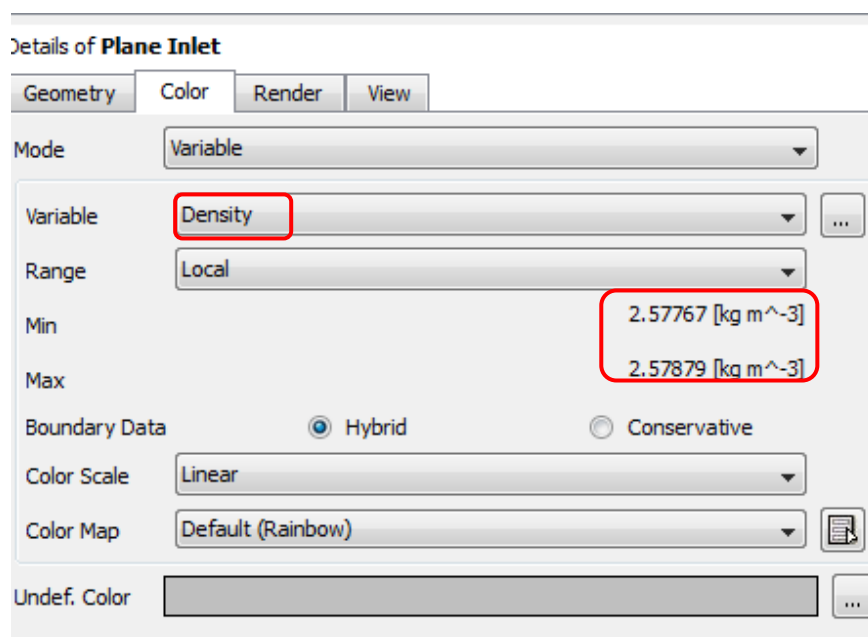 Details of Plane Inlet
Geometry Color Render View
Mode Variable
Variable Density ...
Range Local
Min 2.57767 [kg m^-3]
Max 2.57879 [kg m^-3]
Boundary Data Hybrid Conservative
Color Scale Linear
Color Map Default (Rainbow)
Undef. Color ...